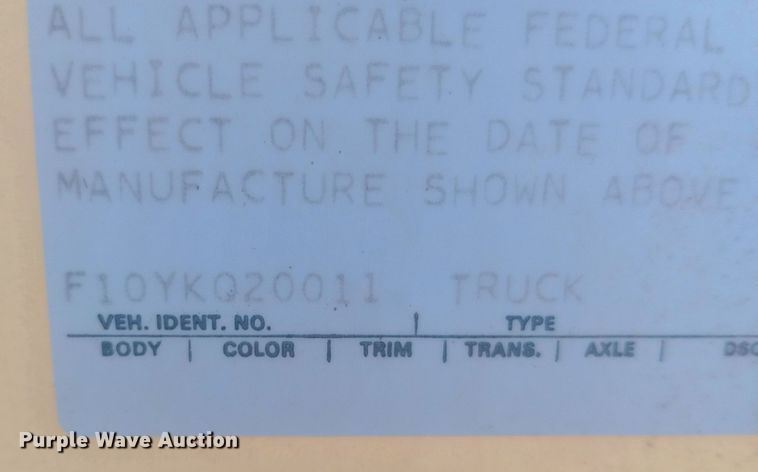 ALL APPLICABLE FEDERAL
VEHICLE SAFETY STANDARD
EFFECT ON THE DATE OF
MANUFACTURE SHOWN ABOVE
F10YKQ20011 TRUCK
VEH. IDENT. NO. | TYPE
BODY | COLOR | TRIM | TRANS. | AXLE | DSO
Purple Wave Auction